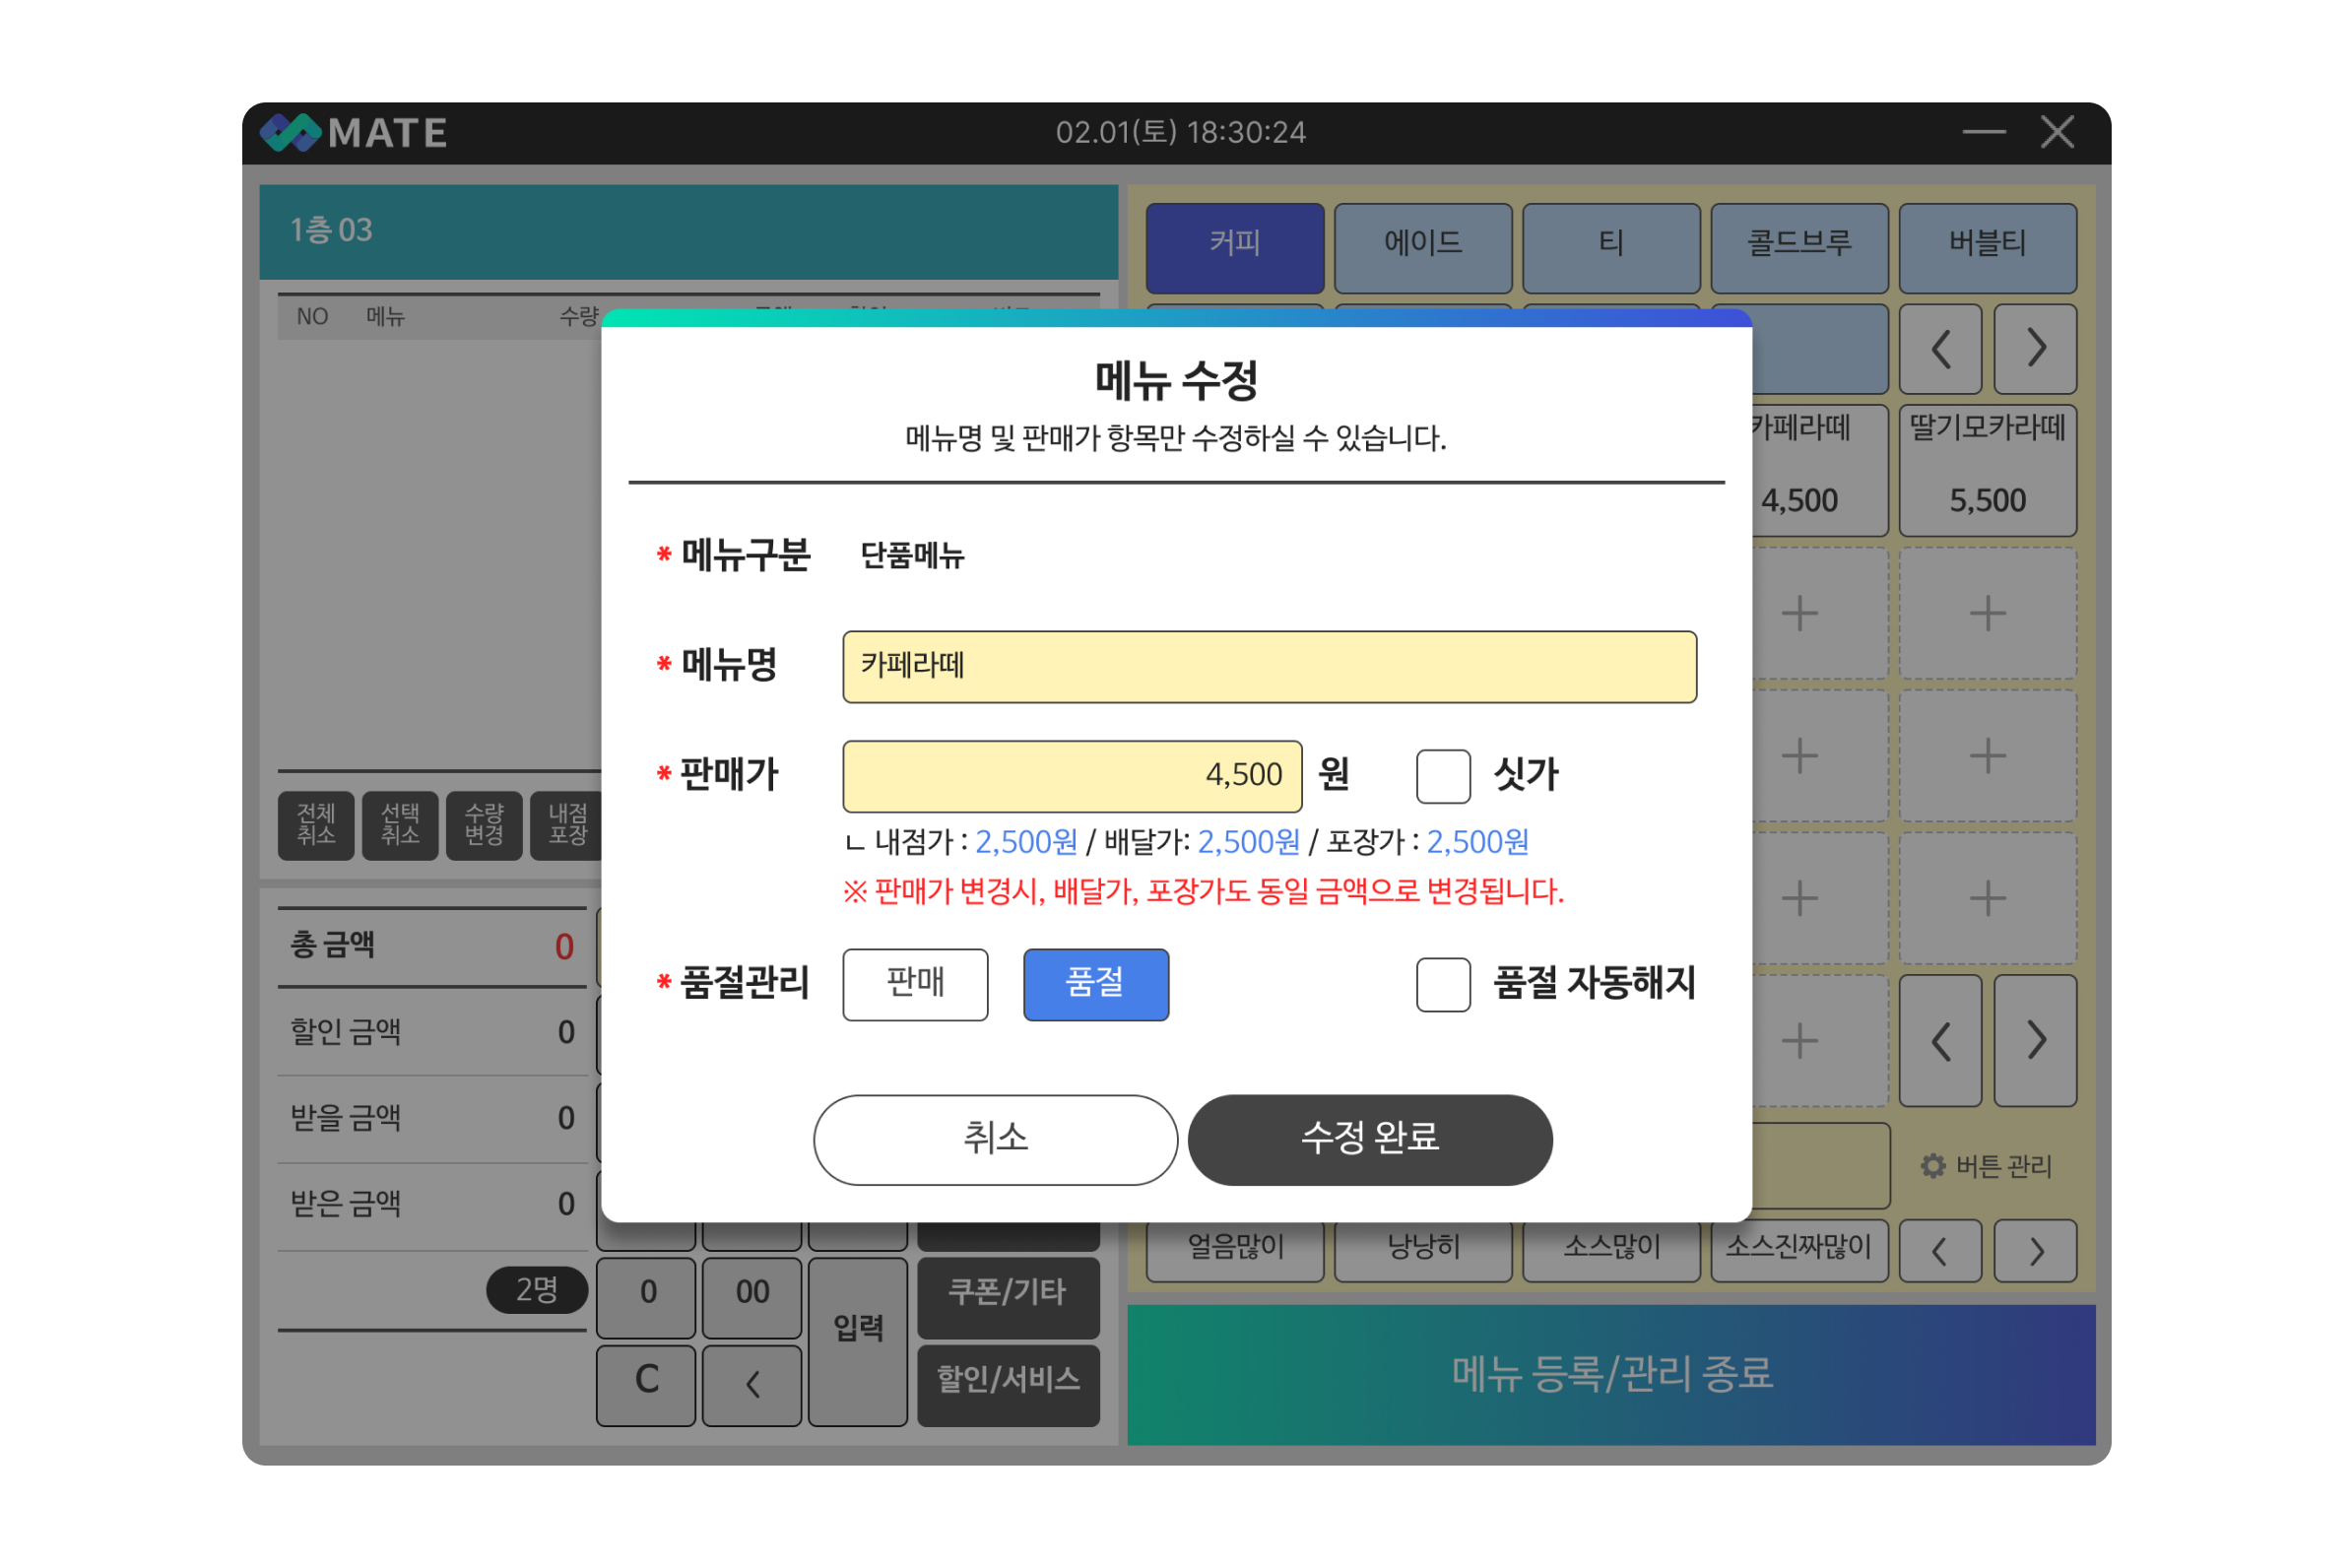 MATE
02.01(토) 18:30:24
1층 03
NO 메뉴 수량
커피 에이드 티 콜드브루 버블티
카페라떼 딸기모카라떼
4,500 5,500
메뉴 수정
메뉴명 및 판매가 항목만 수정하실 수 있습니다.
* 메뉴구분 단품메뉴
* 메뉴명 카페라떼
* 판매가 4,500 원 싯가
ㄴ 내점가 : 2,500원 / 배달가: 2,500원 / 포장가 : 2,500원
※ 판매가 변경시, 배달가, 포장가도 동일 금액으로 변경됩니다.
* 품절관리 판매 품절 품절 자동해지
취소 수정 완료
전체 취소
선택 취소
수량 변경
내점 포장
총 금액 0
할인 금액 0
받을 금액 0
받은 금액 0
2명
0 00 입력 쿠폰/기타
C 할인/서비스
버튼 관리
얼음많이 낭낭히 소스많이 소스진짜많이
메뉴 등록/관리 종료